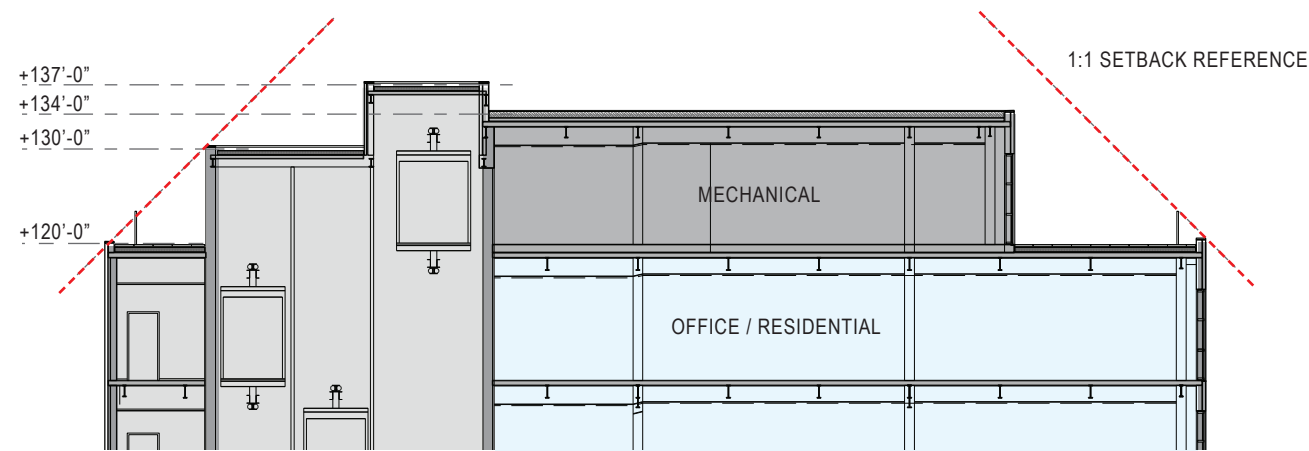 1:1 SETBACK REFERENCE
+137'-0”
+134'-0”
+130'-0”
MECHANICAL
+120'-0”
OFFICE / RESIDENTIAL